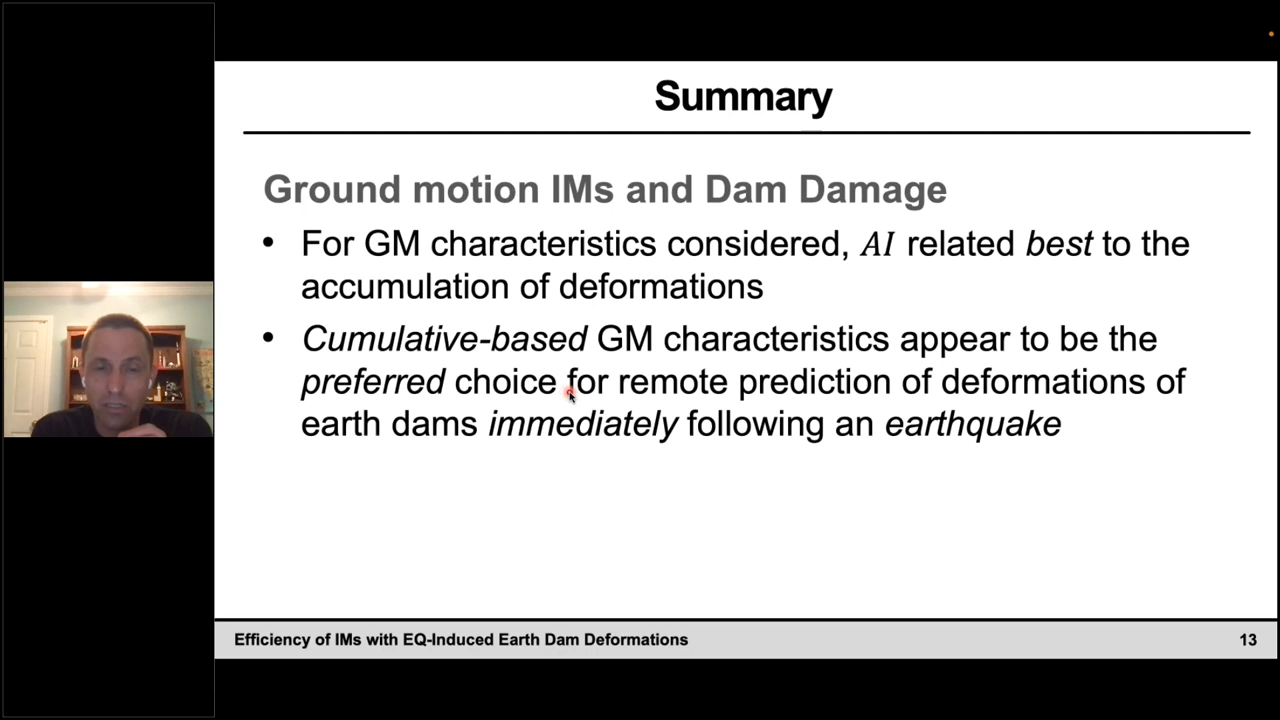 Summary
Ground motion IMs and Dam Damage
• For GM characteristics considered, AI related best to the
accumulation of deformations
• Cumulative-based GM characteristics appear to be the
preferred choice for remote prediction of deformations of
earth dams immediately following an earthquake
Efficiency of IMs with EQ-Induced Earth Dam Deformations
13